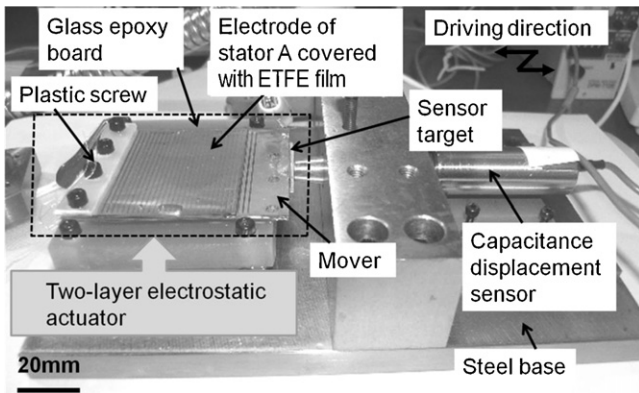 Glass epoxy
board
Electrode of
stator A covered
with ETFE film
Driving direction
Plastic screw
Sensor
target
Mover
Capacitance
displacement
sensor
Two-layer electrostatic
actuator
Steel base
20mm